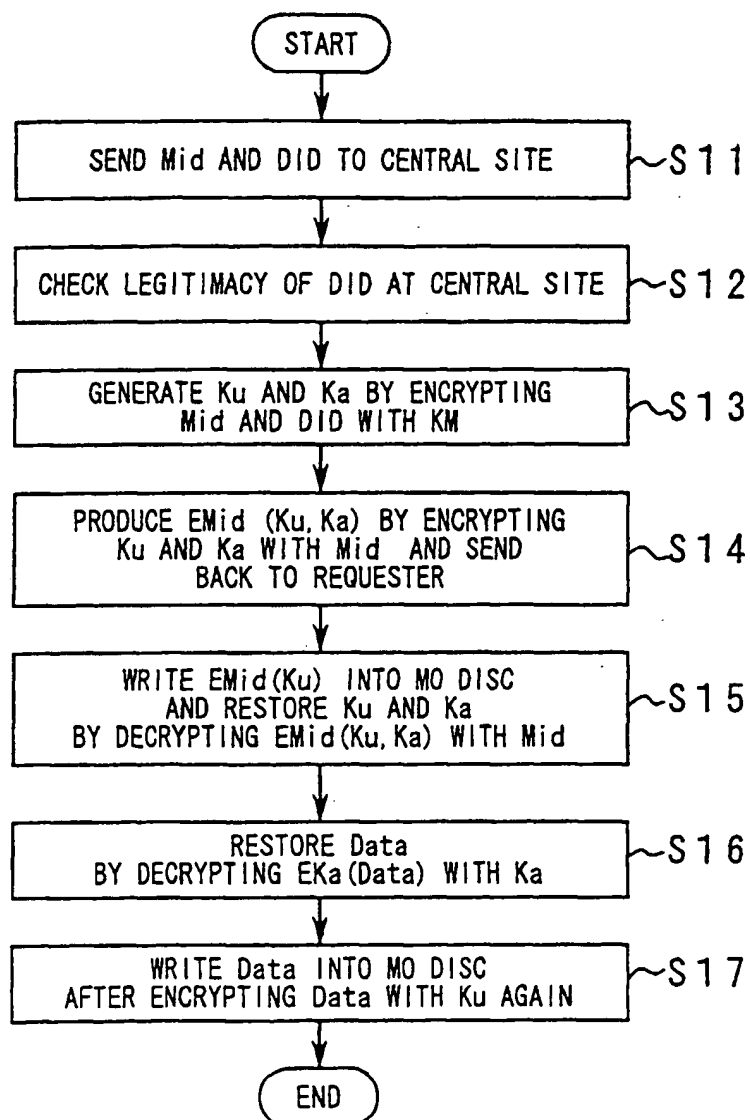 START
SEND Mid AND DID TO CENTRAL SITE ~S11
CHECK LEGITIMACY OF DID AT CENTRAL SITE ~S12
GENERATE Ku AND Ka BY ENCRYPTING
Mid AND DID WITH KM
~S13
PRODUCE EMid (Ku, Ka) BY ENCRYPTING
Ku AND Ka WITH Mid AND SEND
BACK TO REQUESTER
~S14
WRITE EMid(Ku) INTO MO DISC
AND RESTORE Ku AND Ka
BY DECRYPTING EMid(Ku, Ka) WITH Mid
~S15
RESTORE Data
BY DECRYPTING EKa(Data) WITH Ka
~S16
WRITE Data INTO MO DISC
AFTER ENCRYPTING Data WITH Ku AGAIN
~S17
END